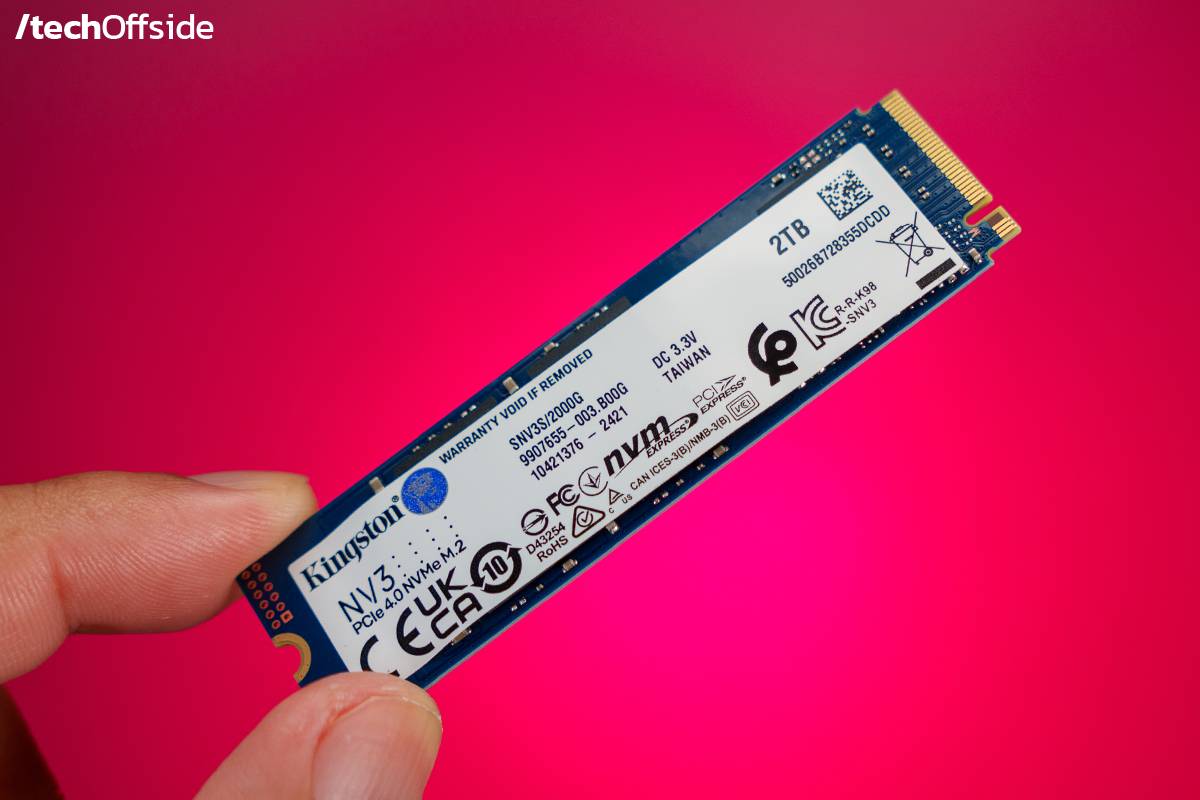 /techOffside
2TB
50026B728355DCDD
R-R-K98
-SNV3
DC 3.3V
TAIWAN
WARRANTY VOID IF REMOVED
SNV3S/2000G
9907655-003.B00G
10421376 - 2421
PCI
EXPRESS®
nvm
EXPRESS®
VCI
CAN ICES-3(B)/NMB-3(B)
C US
FC
D43254
RoHS
Kingston®
NV3
PCIe 4.0 NVMe M.2
CE
UK
CA
10